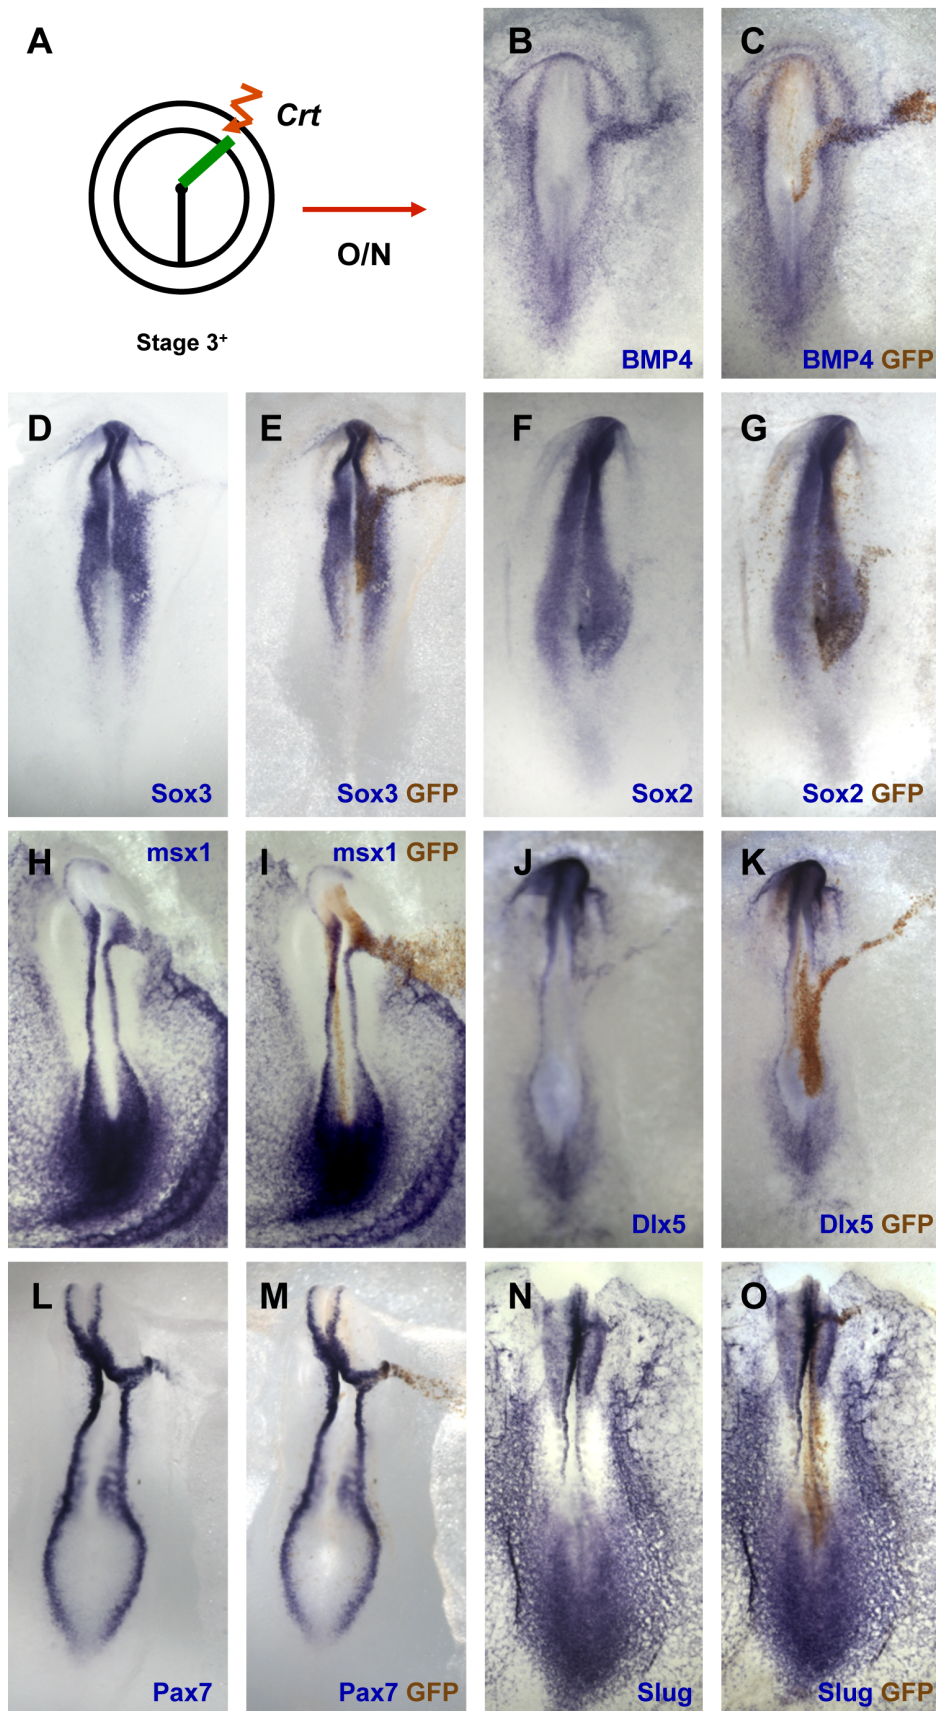 A
Crt
O/N
Stage 3⁺
B
BMP4
C
BMP4 GFP
D
Sox3
E
Sox3 GFP
F
Sox2
G
Sox2 GFP
H
msx1
I
msx1 GFP
J
Dlx5
K
Dlx5 GFP
L
Pax7
M
Pax7 GFP
N
Slug
O
Slug GFP